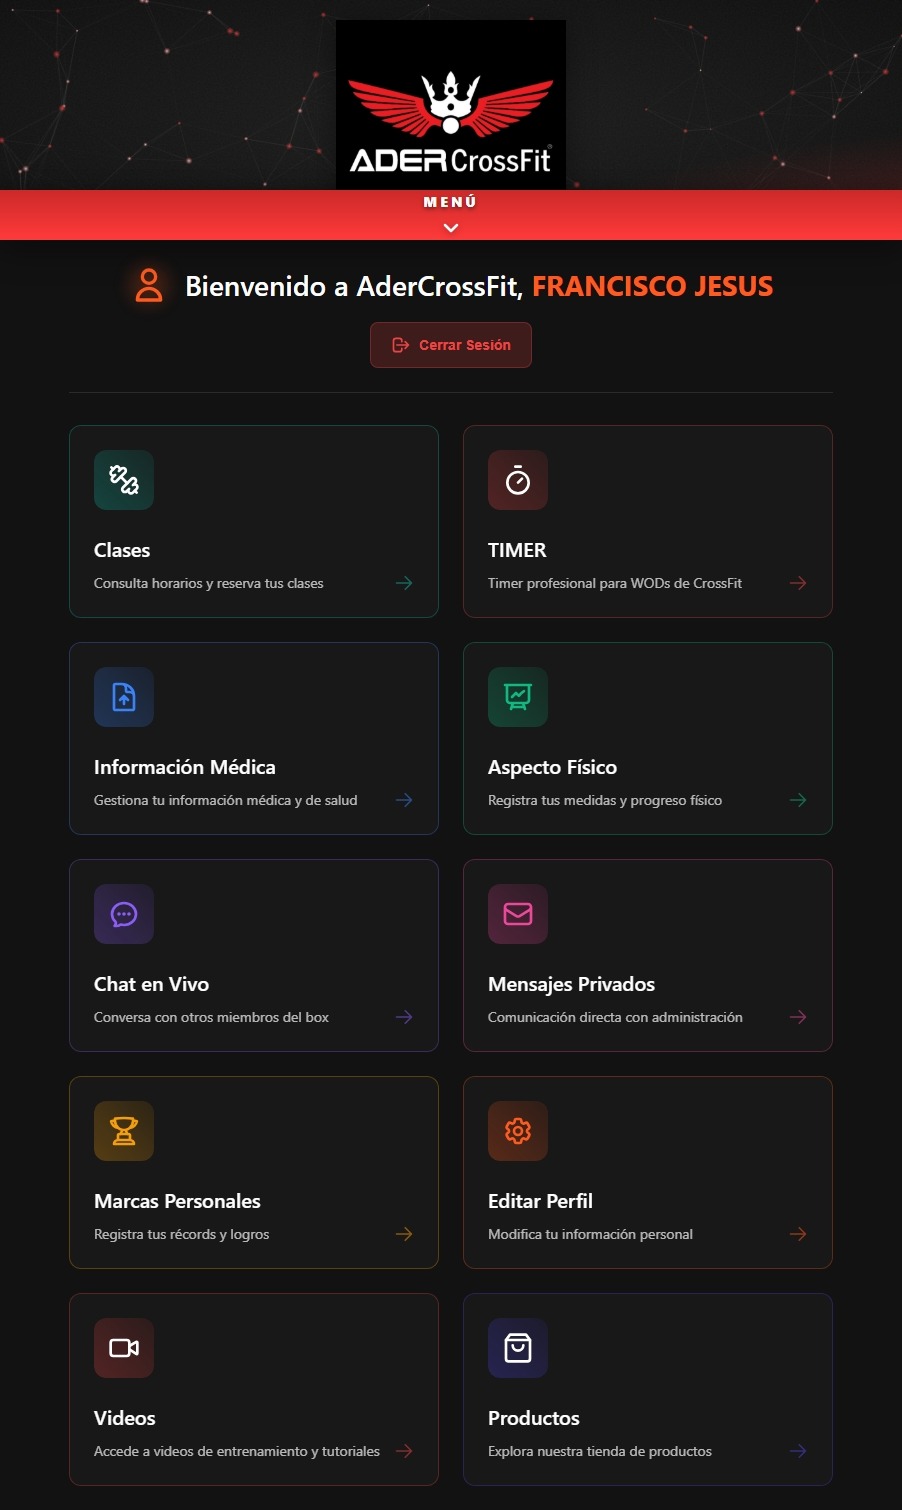 ADER CrossFit®
MENÚ
Bienvenido a AderCrossFit, FRANCISCO JESUS
Cerrar Sesión
Clases
Consulta horarios y reserva tus clases
TIMER
Timer profesional para WODs de CrossFit
Información Médica
Gestiona tu información médica y de salud
Aspecto Físico
Registra tus medidas y progreso físico
Chat en Vivo
Conversa con otros miembros del box
Mensajes Privados
Comunicación directa con administración
Marcas Personales
Registra tus récords y logros
Editar Perfil
Modifica tu información personal
Videos
Accede a videos de entrenamiento y tutoriales
Productos
Explora nuestra tienda de productos